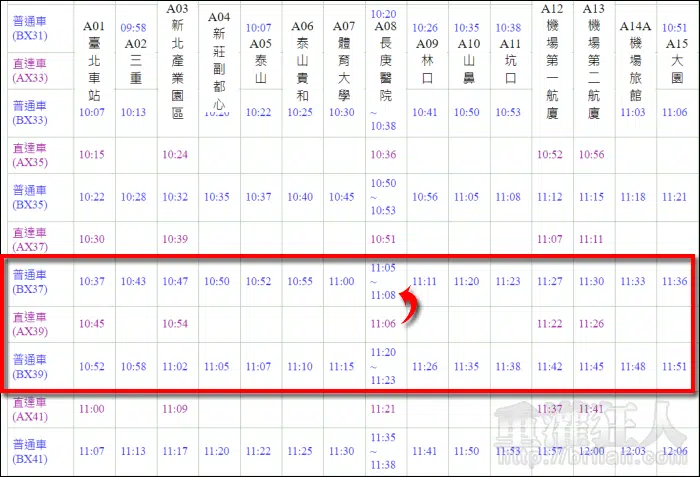 普通車 (BX31) 09:58 10:07 10:20 10:26 10:35 10:38
A01 臺北車站 A02 三重 A03 新北產業園區 A04 新莊副都心 A05 泰山 A06 泰山貴和 A07 體育大學 A08 長庚醫院 A09 林口 A10 山鼻 A11 坑口 A12 機場第一航廈 A13 機場第二航廈 A14A 機場旅館 A15 大園
直達車 (AX33)
普通車 (BX33) 10:07 10:13 10:20 10:22 10:25 10:30 ~ 10:38 10:41 10:50 10:53 11:03 11:06
直達車 (AX35) 10:15 10:24 10:36 10:52 10:56
普通車 (BX35) 10:22 10:28 10:32 10:35 10:37 10:40 10:45 10:50 ~ 10:53 10:56 11:05 11:08 11:12 11:15 11:18 11:21
直達車 (AX37) 10:30 10:39 10:51 11:07 11:11
普通車 (BX37) 10:37 10:43 10:47 10:50 10:52 10:55 11:00 11:05 ~ 11:08 11:11 11:20 11:23 11:27 11:30 11:33 11:36
直達車 (AX39) 10:45 10:54 11:06 11:22 11:26
普通車 (BX39) 10:52 10:58 11:02 11:05 11:07 11:10 11:15 11:20 ~ 11:23 11:26 11:35 11:38 11:42 11:45 11:48 11:51
直達車 (AX41) 11:00 11:09 11:21 11:37 11:41
普通車 (BX41) 11:07 11:13 11:17 11:20 11:22 11:25 11:30 11:35 ~ 11:38 11:41 11:50 11:53 11:57 12:00 12:03 12:06
重灌狂人
http://briian.com/